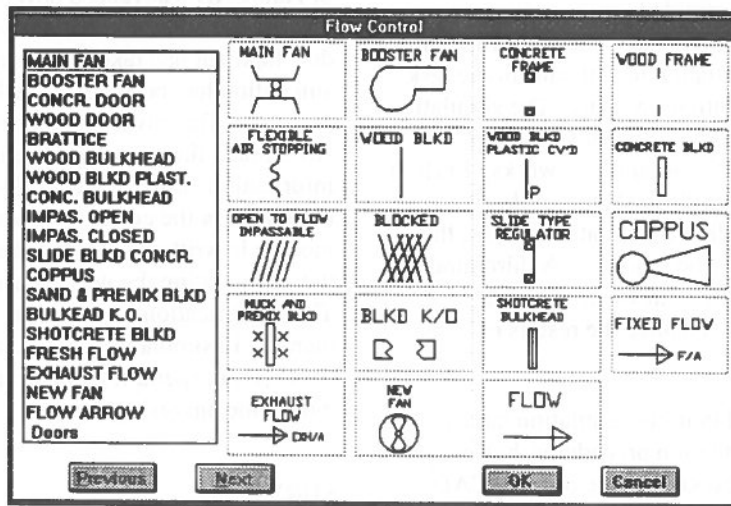 Flow Control
MAIN FAN
BOOSTER FAN
CONCR. DOOR
WOOD DOOR
BRATTICE
WOOD BULKHEAD
WOOD BLKD PLAST.
CONC. BULKHEAD
IMPAS. OPEN
IMPAS. CLOSED
SLIDE BLKD CONCR.
COPPUS
SAND & PREMIX BLKD
BULKEAD K.O.
SHOTCRETE BLKD
FRESH FLOW
EXHAUST FLOW
NEW FAN
FLOW ARROW
Doors
MAIN FAN
BOOSTER FAN
CONCRETE
FRAME
WOOD FRAME
FLEXIBLE
AIR STOPPING
WOOD BLKD
WOOD BLKD
PLASTIC CV'D
P
CONCRETE BLKD
OPEN TO FLOW
IMPASSABLE
BLOCKED
SLIDE TYPE
REGULATOR
COPPUS
MUCK AND
PREMIX BLKD
BLKD K/O
SHOTCRETE
BULKHEAD
FIXED FLOW
F/A
EXHAUST
FLOW
EXH/A
NEW
FAN
FLOW
Previous
Next
OK
Cancel